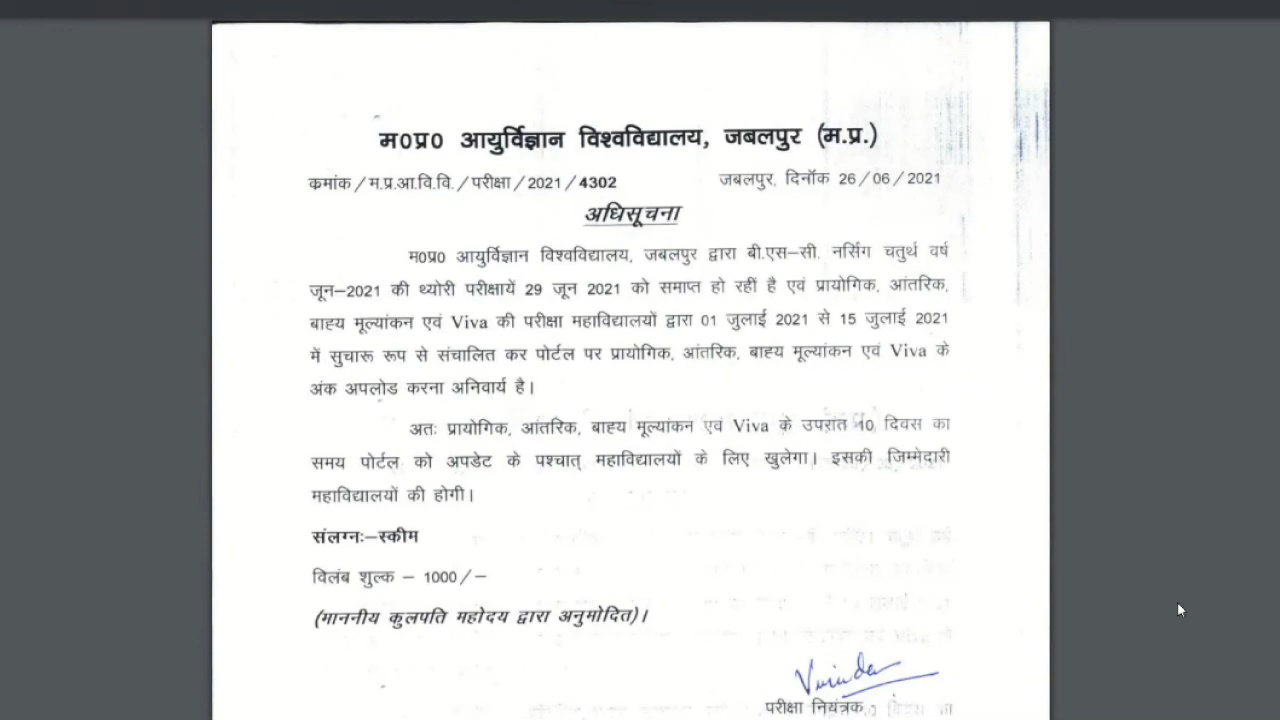 म0प्र0 आयुर्विज्ञान विश्वविद्यालय, जबलपुर (म.प्र.)
कमांक/म.प्र.आ.वि.वि./परीक्षा/2021/4302 जबलपुर, दिनॉक 26/06/2021
अधिसूचना
म0प्र0 आयुर्विज्ञान विश्वविद्यालय, जबलपुर द्वारा बी.एस–सी. नर्सिंग चतुर्थ वर्ष
जून–2021 की थ्योरी परीक्षायें 29 जून 2021 को समाप्त हो रहीं है एवं प्रायोगिक, आंतरिक,
बाह्य मूल्यांकन एवं Viva की परीक्षा महाविद्यालयों द्वारा 01 जुलाई 2021 से 15 जुलाई 2021
में सुचारू रूप से संचालित कर पोर्टल पर प्रायोगिक, आंतरिक, बाह्य मूल्यांकन एवं Viva के
अंक अपलोड करना अनिवार्य है।
अतः प्रायोगिक, आंतरिक, बाह्य मूल्यांकन एवं Viva के उपरांत 10 दिवस का
समय पोर्टल को अपडेट के पश्चात् महाविद्यालयों के लिए खुलेगा। इसकी जिम्मेदारी
महाविद्यालयों की होगी।
संलग्नः–स्कीम
विलंब शुल्क – 1000/–
(माननीय कुलपति महोदय द्वारा अनुमोदित)।
परीक्षा नियंत्रक